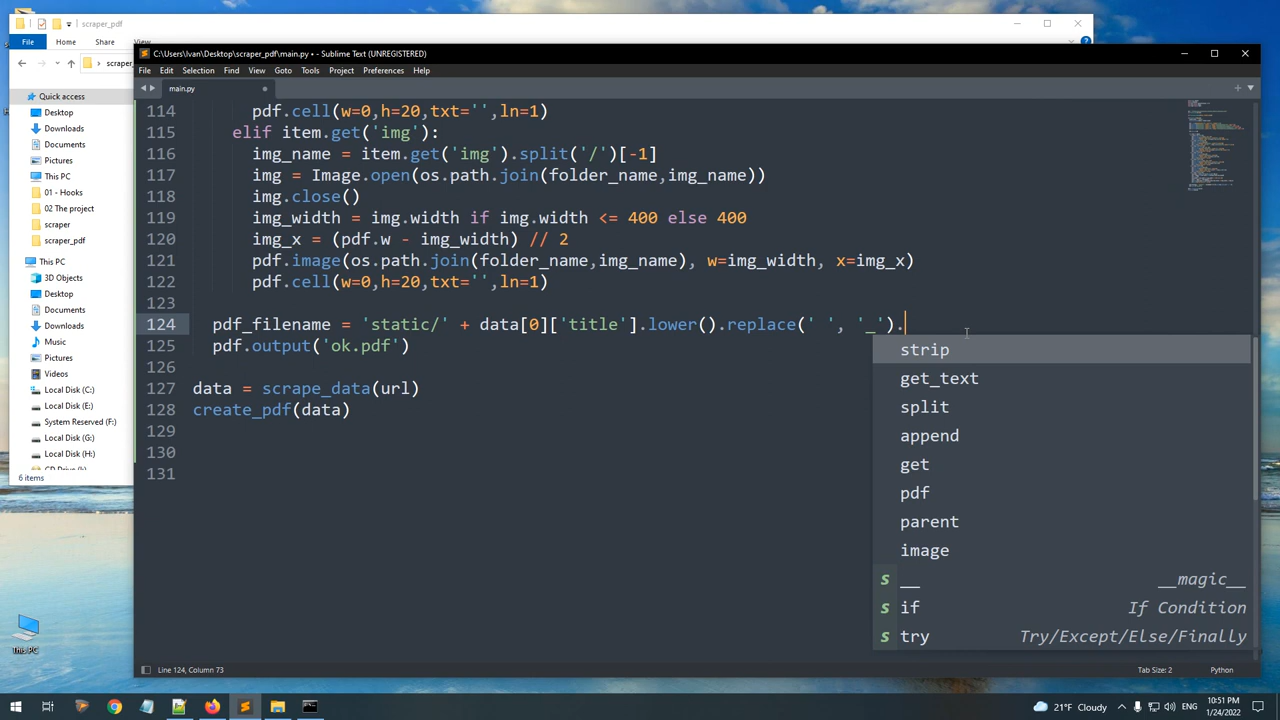 scraper_pdf
File
Home
Share
View
scraper_
Quick access
Desktop
Downloads
Documents
Pictures
This PC
01 - Hooks
02 The project
scraper
scraper_pdf
This PC
3D Objects
Desktop
Documents
Downloads
Music
Pictures
Videos
Local Disk (C:)
Local Disk (E:)
System Reserved (F:)
Local Disk (G:)
Local Disk (H:)
6 items
This PC
C:\Users\Ivan\Desktop\scraper_pdf\main.py • - Sublime Text (UNREGISTERED)
File Edit Selection Find View Goto Tools Project Preferences Help
main.py
114 pdf.cell(w=0,h=20,txt='',ln=1)
115 elif item.get('img'):
116 img_name = item.get('img').split('/')[-1]
117 img = Image.open(os.path.join(folder_name,img_name))
118 img.close()
119 img_width = img.width if img.width <= 400 else 400
120 img_x = (pdf.w - img_width) // 2
121 pdf.image(os.path.join(folder_name,img_name), w=img_width, x=img_x)
122 pdf.cell(w=0,h=20,txt='',ln=1)
123
124 pdf_filename = 'static/' + data[0]['title'].lower().replace(' ', '_').
125 pdf.output('ok.pdf')
126
127 data = scrape_data(url)
128 create_pdf(data)
129
130
131
strip
get_text
split
append
get
pdf
parent
image
s __ __magic__
s if If Condition
s try Try/Except/Else/Finally
Line 124, Column 73
Tab Size: 2
Python
21°F Cloudy
ENG
10:51 PM
1/24/2022